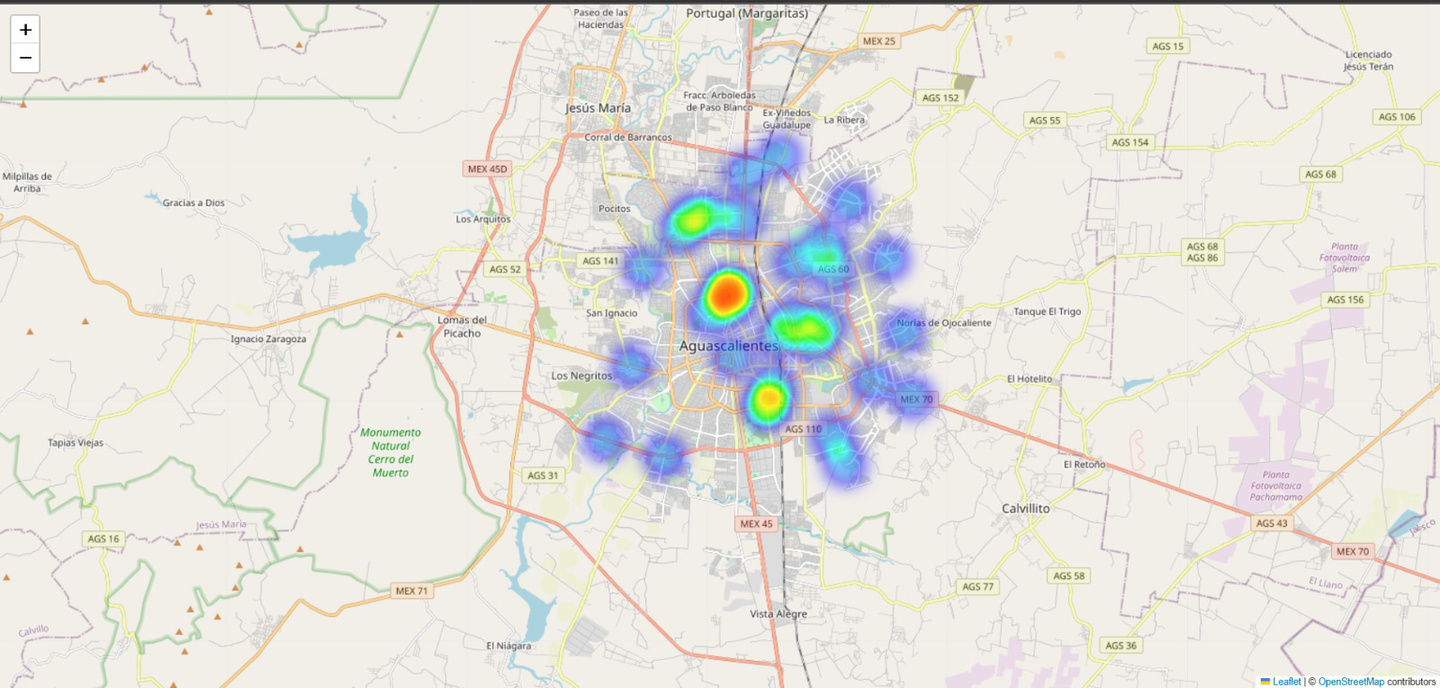 +
−
Paseo de las
Haciendas
Portugal (Margaritas)
MEX 25
AGS 15
Licenciado
Jesús Terán
Jesús María
Fracc. Arboledas
de Paso Blanco
Ex-Viñedos
Guadalupe
La Ribera
AGS 152
AGS 55
AGS 106
Corral de Barrancos
AGS 154
MEX 45D
AGS 68
Milpillas de
Arriba
Gracias a Dios
Pocitos
Los Arquitos
AGS 68
AGS 86
Planta
Fotovoltaica
Solem
AGS 52
AGS 141
AGS 60
AGS 156
San Ignacio
Lomas del
Picacho
Norias de Ojocaliente
Tanque El Trigo
Ignacio Zaragoza
Aguascalientes
Los Negritos
El Hotelito
MEX 70
AGS 110
Monumento
Natural
Cerro del
Muerto
Tapias Viejas
AGS 31
El Retoño
Planta
Fotovoltaica
Pachamama
Calvillito
Jesús María
MEX 45
AGS 43
Jalisco
AGS 16
MEX 70
MEX 71
AGS 77
AGS 58
El Llano
Vista Alegre
Calvillo
El Niágara
AGS 36
Leaflet | © OpenStreetMap contributors